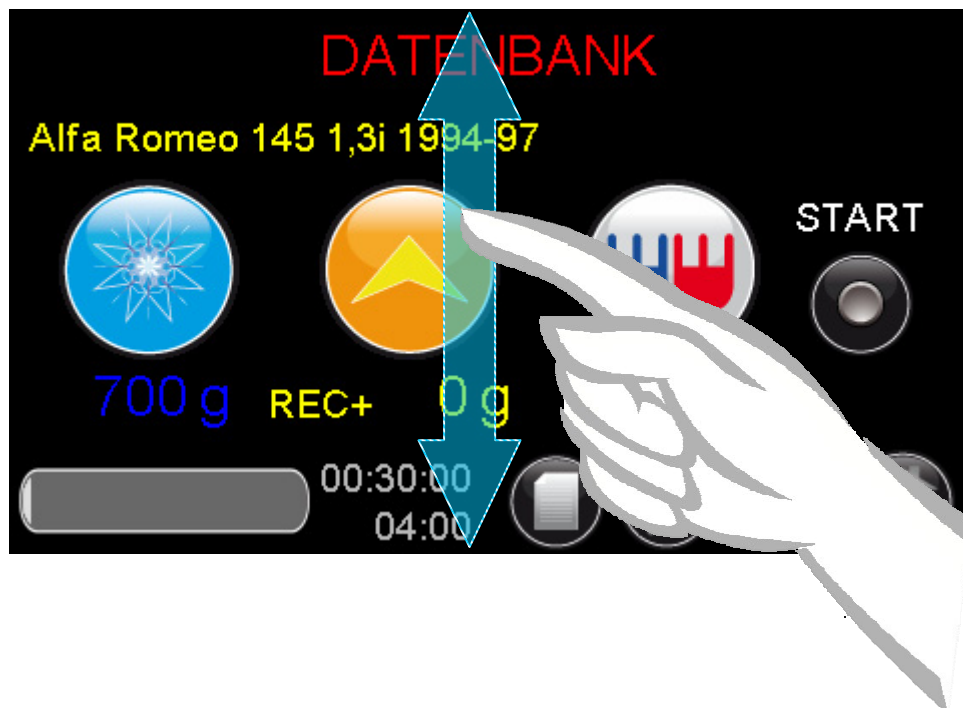 DATENBANK
Alfa Romeo 145 1,3i 1994-97
START
700 g REC+ 0 g
00:30:00
04:00